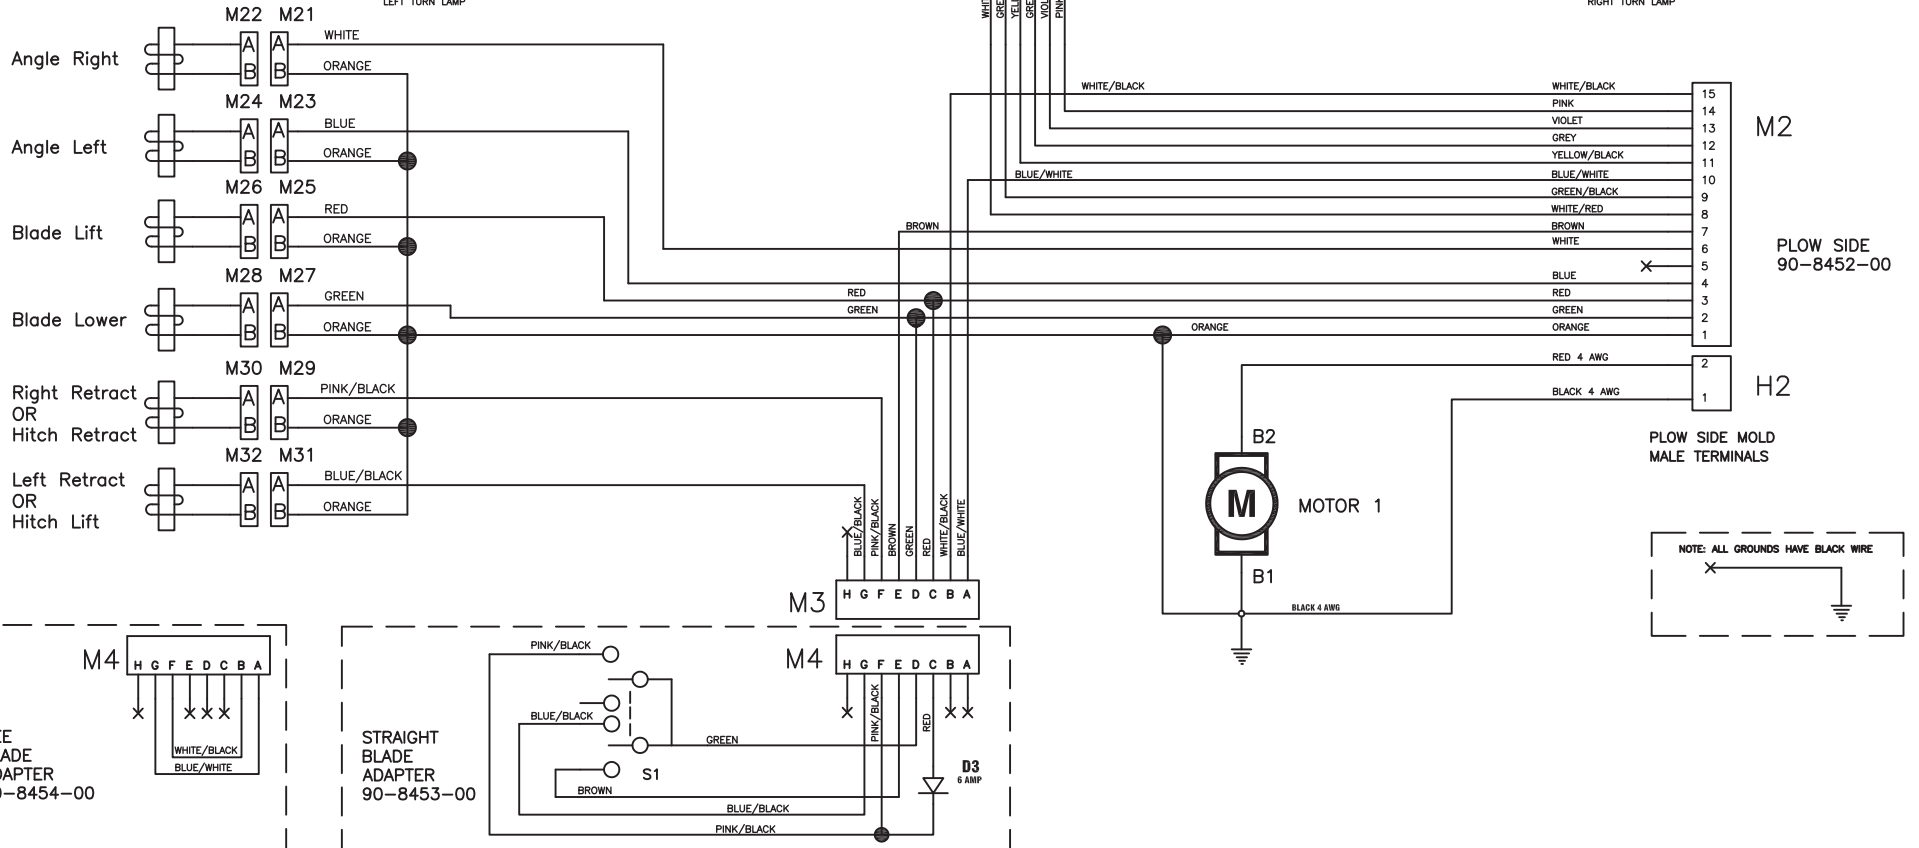 LEFT TURN LAMP
RIGHT TURN LAMP
M22 M21
Angle Right
A A WHITE
B B ORANGE
M24 M23
Angle Left
A A BLUE
B B ORANGE
M26 M25
Blade Lift
A A RED
B B ORANGE
M28 M27
Blade Lower
A A GREEN
B B ORANGE
M30 M29
Right Retract
OR
Hitch Retract
A A PINK/BLACK
B B ORANGE
M32 M31
Left Retract
OR
Hitch Lift
A A BLUE/BLACK
B B ORANGE
WHITE/BLACK WHITE/BLACK 15
PINK 14
VIOLET 13
GREY 12
YELLOW/BLACK 11
BLUE/WHITE BLUE/WHITE 10
GREEN/BLACK 9
WHITE/RED 8
BROWN BROWN 7
WHITE 6
5
BLUE 4
RED RED 3
GREEN GREEN 2
ORANGE ORANGE 1
M2
PLOW SIDE
90-8452-00
RED 4 AWG 2
BLACK 4 AWG 1
H2
PLOW SIDE MOLD
MALE TERMINALS
B2
M
MOTOR 1
B1
BLACK 4 AWG
NOTE: ALL GROUNDS HAVE BLACK WIRE
BLUE/BLACK
PINK/BLACK
BROWN
GREEN
RED
WHITE/BLACK
BLUE/WHITE
M3
H G F E D C B A
M4
H G F E D C B A
WHITE/BLACK
BLUE/WHITE
-8454-00
M4
H G F E D C B A
PINK/BLACK
BLUE/BLACK
PINK/BLACK
RED
GREEN
STRAIGHT
BLADE
ADAPTER
90-8453-00
S1
D3
6 AMP
BROWN
BLUE/BLACK
PINK/BLACK